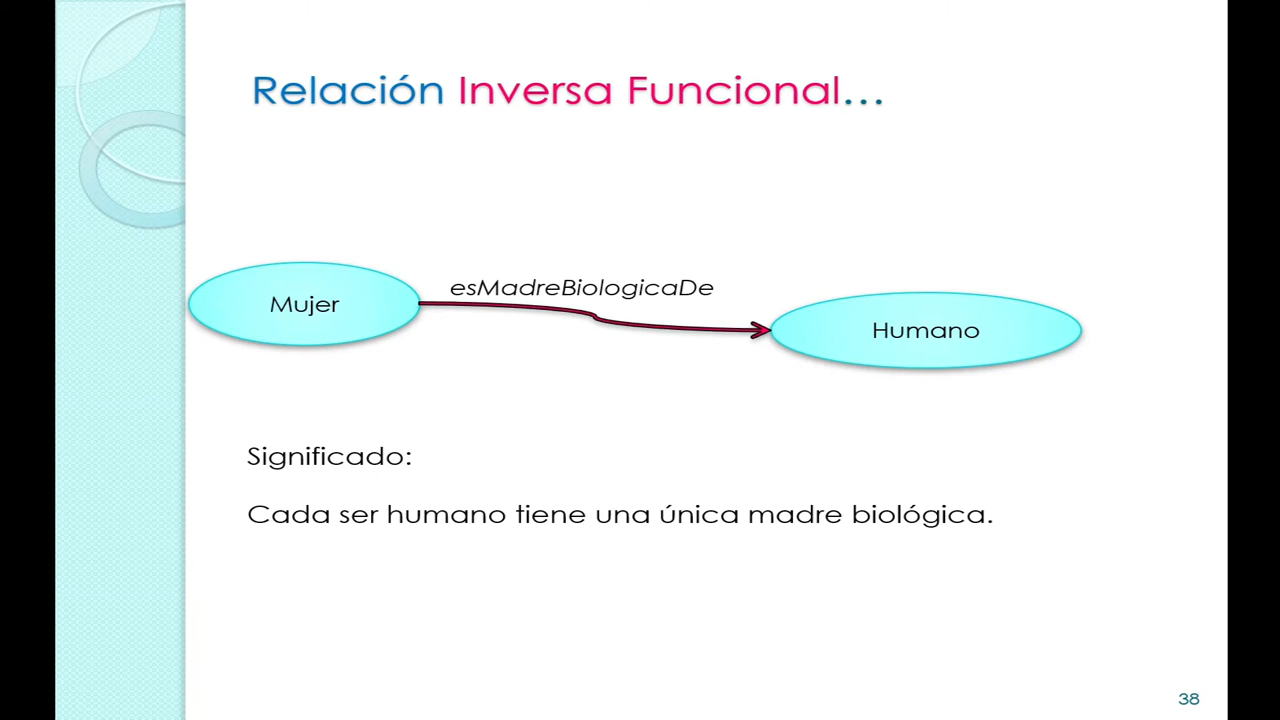 Relación Inversa Funcional...
esMadreBiologicaDe
Mujer
Humano
Significado:
Cada ser humano tiene una única madre biológica.
38